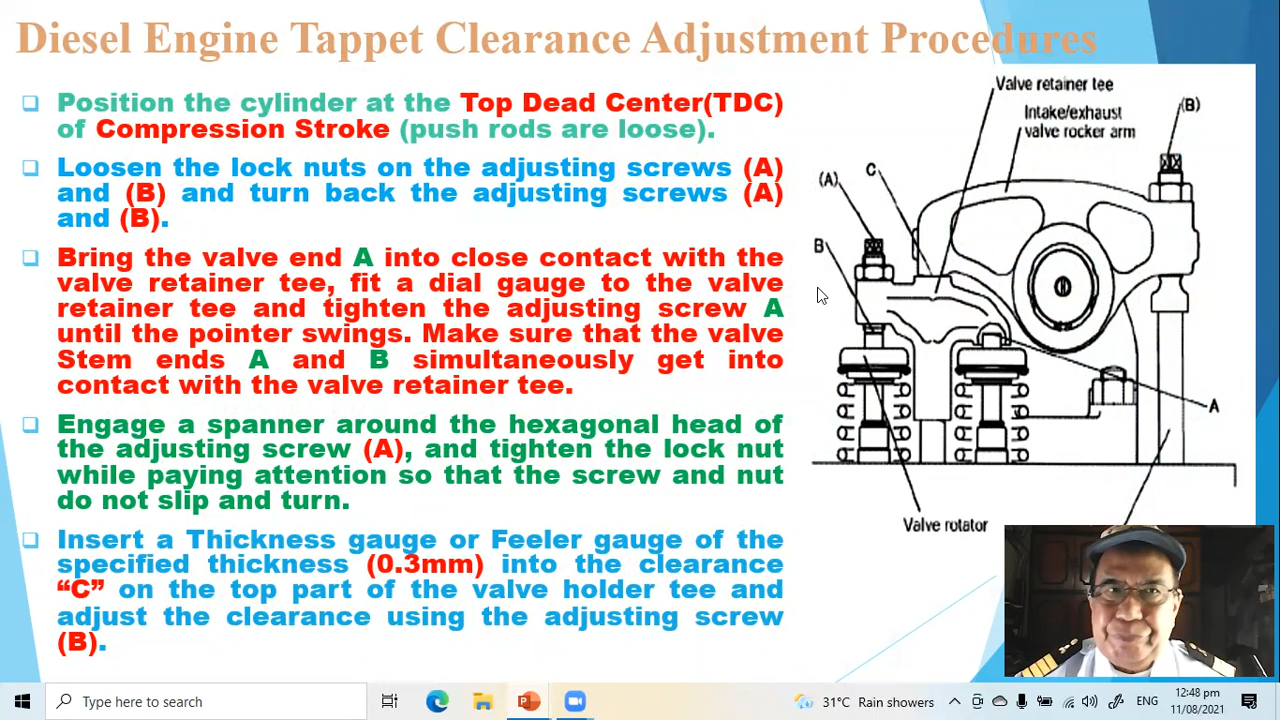 Diesel Engine Tappet Clearance Adjustment Procedures
Position the cylinder at the Top Dead Center(TDC)
of Compression Stroke (push rods are loose).
Loosen the lock nuts on the adjusting screws (A)
and (B) and turn back the adjusting screws (A)
and (B).
Bring the valve end A into close contact with the
valve retainer tee, fit a dial gauge to the valve
retainer tee and tighten the adjusting screw A
until the pointer swings. Make sure that the valve
Stem ends A and B simultaneously get into
contact with the valve retainer tee.
Engage a spanner around the hexagonal head of
the adjusting screw (A), and tighten the lock nut
while paying attention so that the screw and nut
do not slip and turn.
Insert a Thickness gauge or Feeler gauge of the
specified thickness (0.3mm) into the clearance
“C” on the top part of the valve holder tee and
adjust the clearance using the adjusting screw
(B).
Valve retainer tee
Intake/exhaust
valve rocker arm
(B)
C
(A)
B
A
Valve rotator
Type here to search
31°C Rain showers
ENG
12:48 pm
11/08/2021